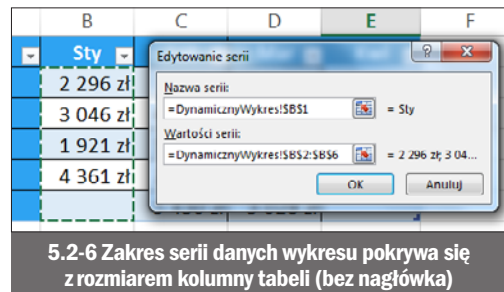 B C D E F
Sty
Edytowanie serii
2 296 zł
Nazwa serii:
=DynamicznyWykres!$B$1 = Sty
3 046 zł
Wartości serii:
1 921 zł
=DynamicznyWykres!$B$2:$B$6 = 2 296 zł; 3 04...
4 361 zł
OK Anuluj
5.2-6 Zakres serii danych wykresu pokrywa się
z rozmiarem kolumny tabeli (bez nagłówka)